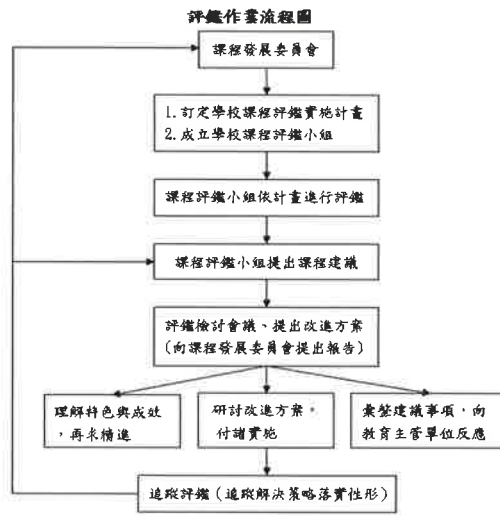 評鑑作業流程圖
課程發展委員會
1.訂定學校課程評鑑實施計畫
2.成立學校課程評鑑小組
課程評鑑小組依計畫進行評鑑
課程評鑑小組提出課程建議
評鑑檢討會議、提出改進方案
(向課程發展委員會提出報告)
理解特色與成效
，再求精進
研討改進方案，
付諸實施
彙整建議事項，向
教育主管單位反應
追蹤評鑑(追蹤解決策略落實性形)